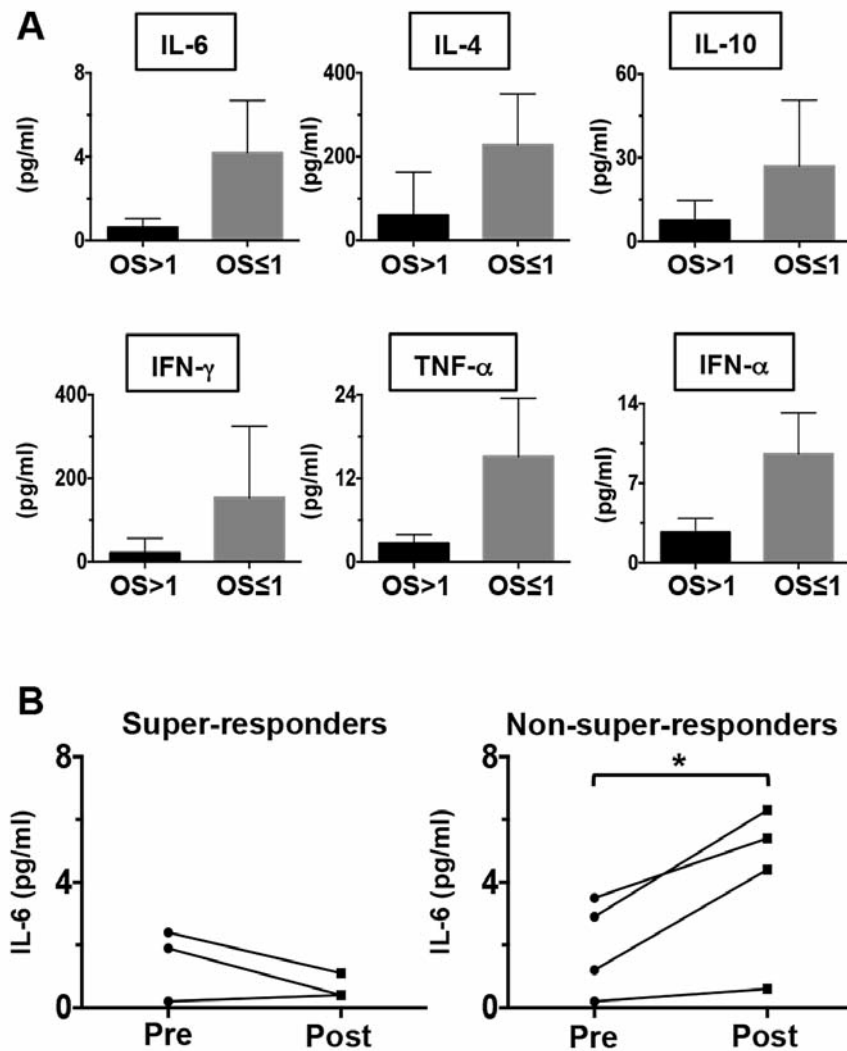 A
IL-6
IL-4
IL-10
8
4
0
(pg/ml)
OS>1 OS≤1
400
200
0
(pg/ml)
OS>1 OS≤1
60
30
0
(pg/ml)
OS>1 OS≤1
IFN-γ
TNF-α
IFN-α
400
200
0
(pg/ml)
OS>1 OS≤1
24
12
0
(pg/ml)
OS>1 OS≤1
14
7
0
(pg/ml)
OS>1 OS≤1
B
Super-responders
8
4
0
IL-6 (pg/ml)
Pre Post
Non-super-responders
*
8
4
0
IL-6 (pg/ml)
Pre Post